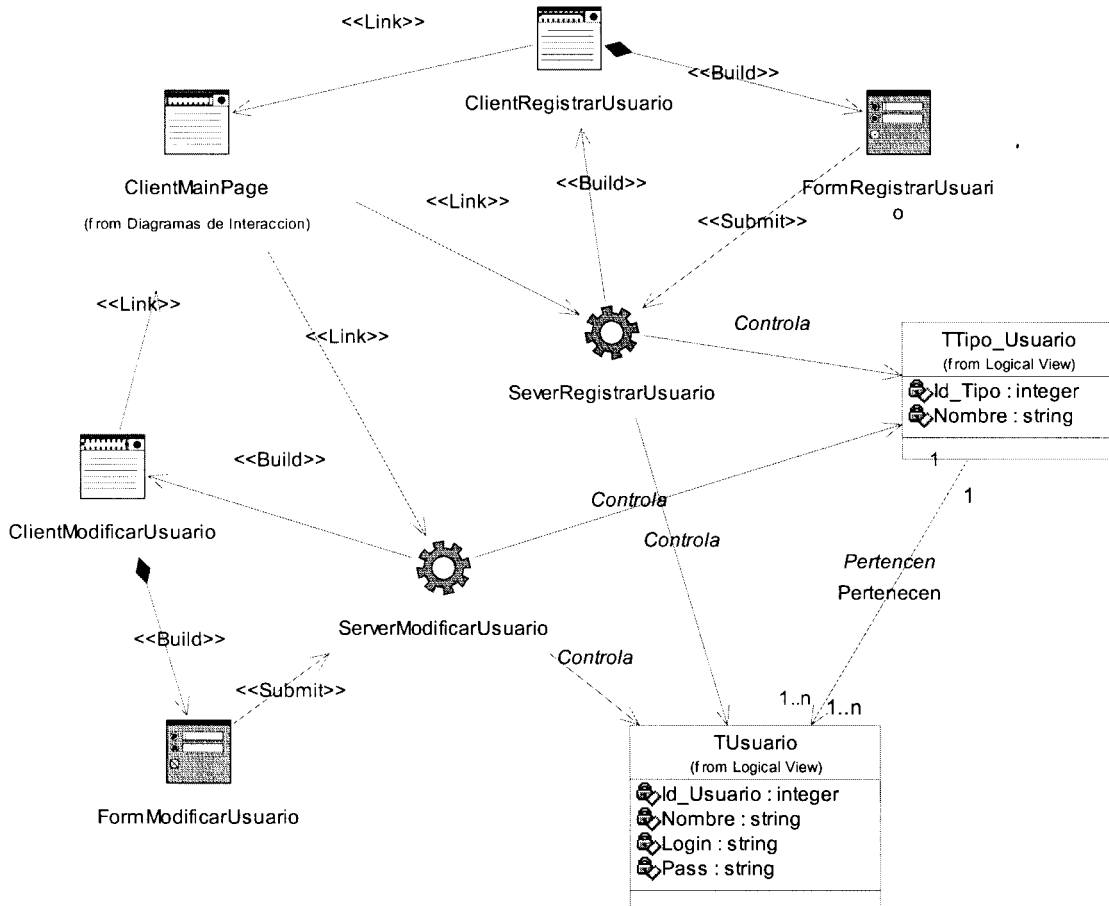 <<Link>>
<<Build>>
ClientRegistrarUsuario
ClientMainPage
(from Diagramas de Interaccion)
<<Link>>
<<Build>>
FormRegistrarUsuari
o
<<Submit>>
<<Link>>
<<Link>>
Controla
SeverRegistrarUsuario
TTipo_Usuario
(from Logical View)
Id_Tipo : integer
Nombre : string
<<Build>>
1
1
ClientModificarUsuario
Controla
Controla
Pertencen
Pertenecen
ServerModificarUsuario
<<Build>>
Controla
<<Submit>>
1..n
1..n
FormModificarUsuario
TUsuario
(from Logical View)
Id_Usuario : integer
Nombre : string
Login : string
Pass : string